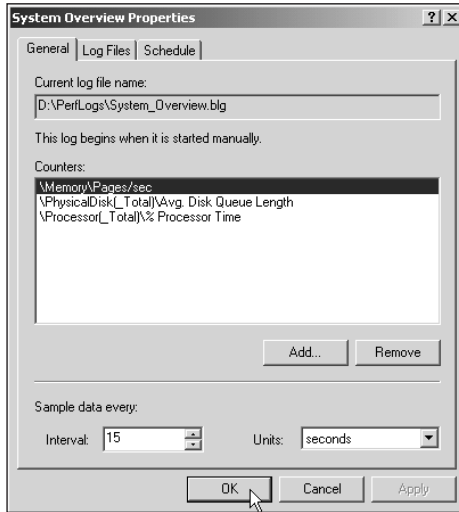 System Overview Properties
General Log Files Schedule
Current log file name:
D:\PerfLogs\System_Overview.blg
This log begins when it is started manually.
Counters:
\Memory\Pages/sec
\PhysicalDisk(_Total)\Avg. Disk Queue Length
\Processor(_Total)\% Processor Time
Add... Remove
Sample data every:
Interval: 15 Units: seconds
OK Cancel Apply